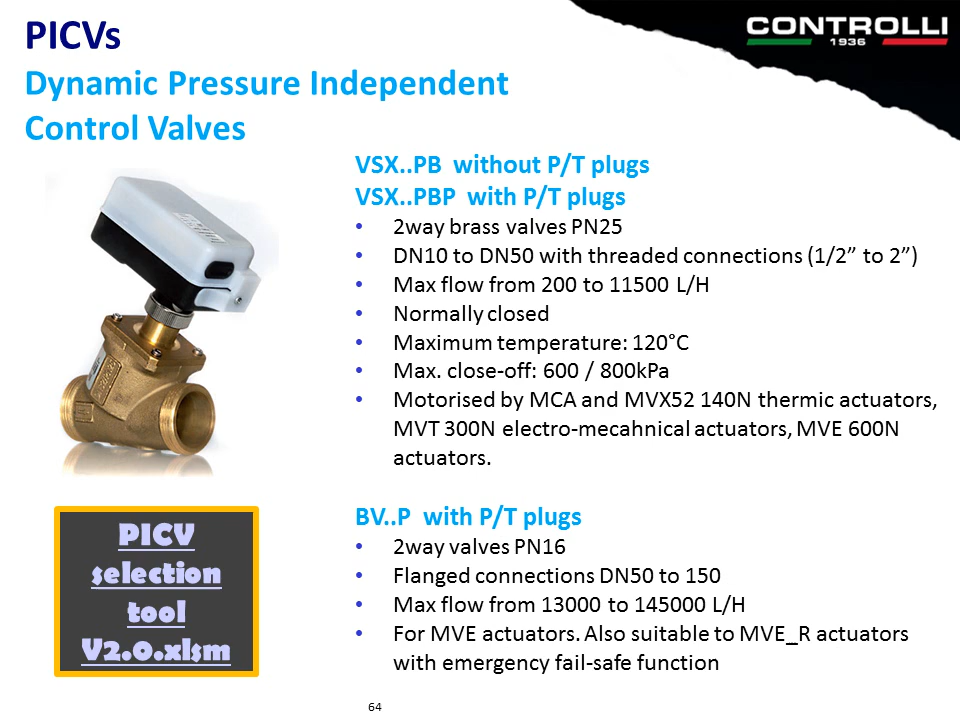 PICVs
CONTROLLI
1936
Dynamic Pressure Independent
Control Valves
VSX..PB without P/T plugs
VSX..PBP with P/T plugs
• 2way brass valves PN25
• DN10 to DN50 with threaded connections (1/2” to 2”)
• Max flow from 200 to 11500 L/H
• Normally closed
• Maximum temperature: 120°C
• Max. close-off: 600 / 800kPa
• Motorised by MCA and MVX52 140N thermic actuators,
MVT 300N electro-mecahnical actuators, MVE 600N
actuators.
PICV
selection
tool
V2.0.xlsm
BV..P with P/T plugs
• 2way valves PN16
• Flanged connections DN50 to 150
• Max flow from 13000 to 145000 L/H
• For MVE actuators. Also suitable to MVE_R actuators
with emergency fail-safe function
64